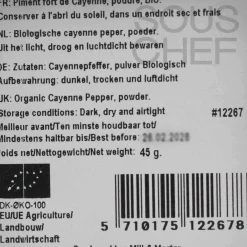 FR: Piment fort de Cayenne, poudre, BIO.
Conserver à l'abri du soleil, dans un endroit sec et frais
SOUS
CHEF
NL: Biologische cayenne peper, poeder.
Uit het licht, droog en luchtdicht bewaren
DE: Zutaten: Cayennepfeffer, pulver Biologisch
Aufbewahrung: dunkel, trocken und luftdicht
UK: Organic Cayenne Pepper, powder.
Storage conditions: Dark, dry and airtight
#12267
Meilleur avant/Ten minste houdbaar tot/
Mindestens haltbar bis/Best before: 26.02.2028
Poids net/Nettogewicht/Net weight: 45 g.
DK-ØKO-100
EU/UE Agriculture/
Landbouw/
Landwirtschaft
5 710175 122678